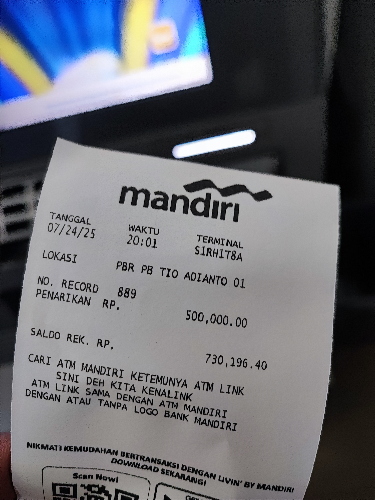 mandırı
TANGGAL WAKTU TERMINAL
07/24/25 20:01 S1RHIT8A
LOKASI PBR PB TIO ADIANTO 01
NO. RECORD 889
PENARIKAN RP. 500,000.00
SALDO REK. RP. 730,196.40
CARI ATM MANDIRI KETEMUNYA ATM LINK
SINI DEH KITA KENALINK
ATM LINK SAMA DENGAN ATM MANDIRI
DENGAN ATAU TANPA LOGO BANK MANDIRI
NIKMATI KEMUDAHAN BERTRANSAKSI DENGAN LIVIN' BY MANDIRI
DOWNLOAD SEKARANG!
Scan Now!